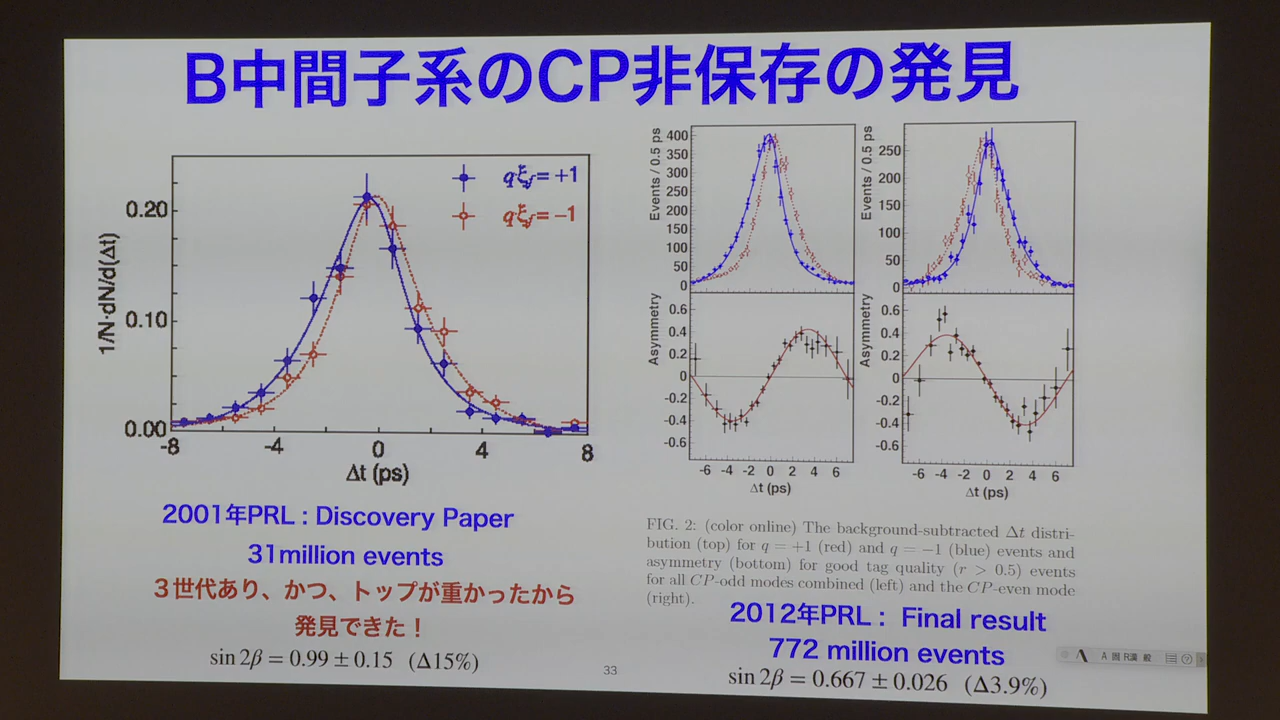 B中間子系のCP非保存の発見
1/N·dN/d(Δt)
0.20
0.10
0.00
-8
-4
0
4
8
Δt (ps)
qξf = +1
qξf = −1
2001年PRL : Discovery Paper
31million events
３世代あり、かつ、トップが重かったから
発見できた！
sin 2β = 0.99 ± 0.15 (Δ15%)
33
Events / 0.5 ps
400
350
300
250
200
150
100
50
0
Asymmetry
0.6
0.4
0.2
0
-0.2
-0.4
-0.6
-6 -4 -2 0 2 4 6
Δt (ps)
Events / 0.5 ps
250
200
150
100
50
0
Asymmetry
0.6
0.4
0.2
0
-0.2
-0.4
-0.6
-6 -4 -2 0 2 4 6
Δt (ps)
FIG. 2: (color online) The background-subtracted Δt distri-
bution (top) for q = +1 (red) and q = −1 (blue) events and
asymmetry (bottom) for good tag quality (r > 0.5) events
for all CP-odd modes combined (left) and the CP-even mode
(right).
2012年PRL : Final result
772 million events
sin 2β = 0.667 ± 0.026 (Δ3.9%)